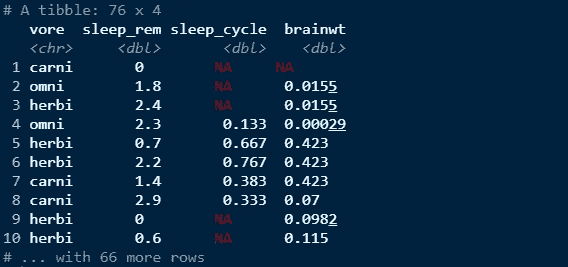 # A tibble: 76 x 4
vore sleep_rem sleep_cycle brainwt
<chr> <dbl> <dbl> <dbl>
1 carni 0 NA NA
2 omni 1.8 NA 0.0155
3 herbi 2.4 NA 0.0155
4 omni 2.3 0.133 0.00029
5 herbi 0.7 0.667 0.423
6 herbi 2.2 0.767 0.423
7 carni 1.4 0.383 0.423
8 carni 2.9 0.333 0.07
9 herbi 0 NA 0.0982
10 herbi 0.6 NA 0.115
# ... with 66 more rows